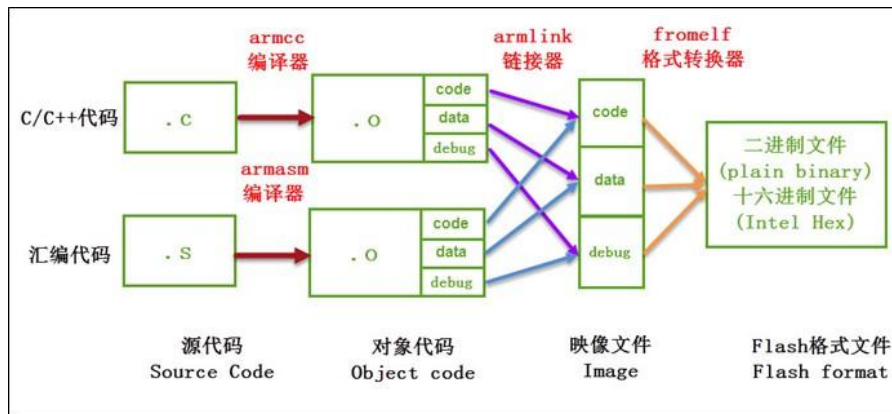 armcc
编译器
armlink
链接器
fromelf
格式转换器
C/C++代码
.C
.O
code
data
debug
armasm
编译器
汇编代码
.S
.O
code
data
debug
code
data
debug
二进制文件
(plain binary)
十六进制文件
(Intel Hex)
源代码
Source Code
对象代码
Object code
映像文件
Image
Flash格式文件
Flash format